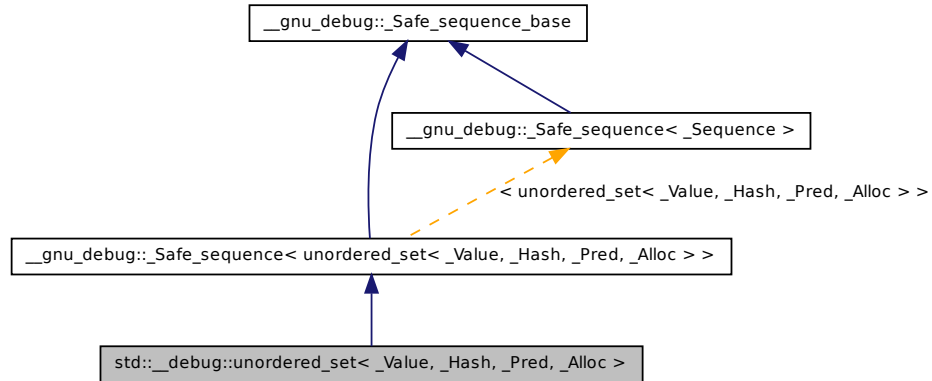 __gnu_debug::_Safe_sequence_base
__gnu_debug::_Safe_sequence< _Sequence >
< unordered_set< _Value, _Hash, _Pred, _Alloc > >
__gnu_debug::_Safe_sequence< unordered_set< _Value, _Hash, _Pred, _Alloc > >
std::__debug::unordered_set< _Value, _Hash, _Pred, _Alloc >